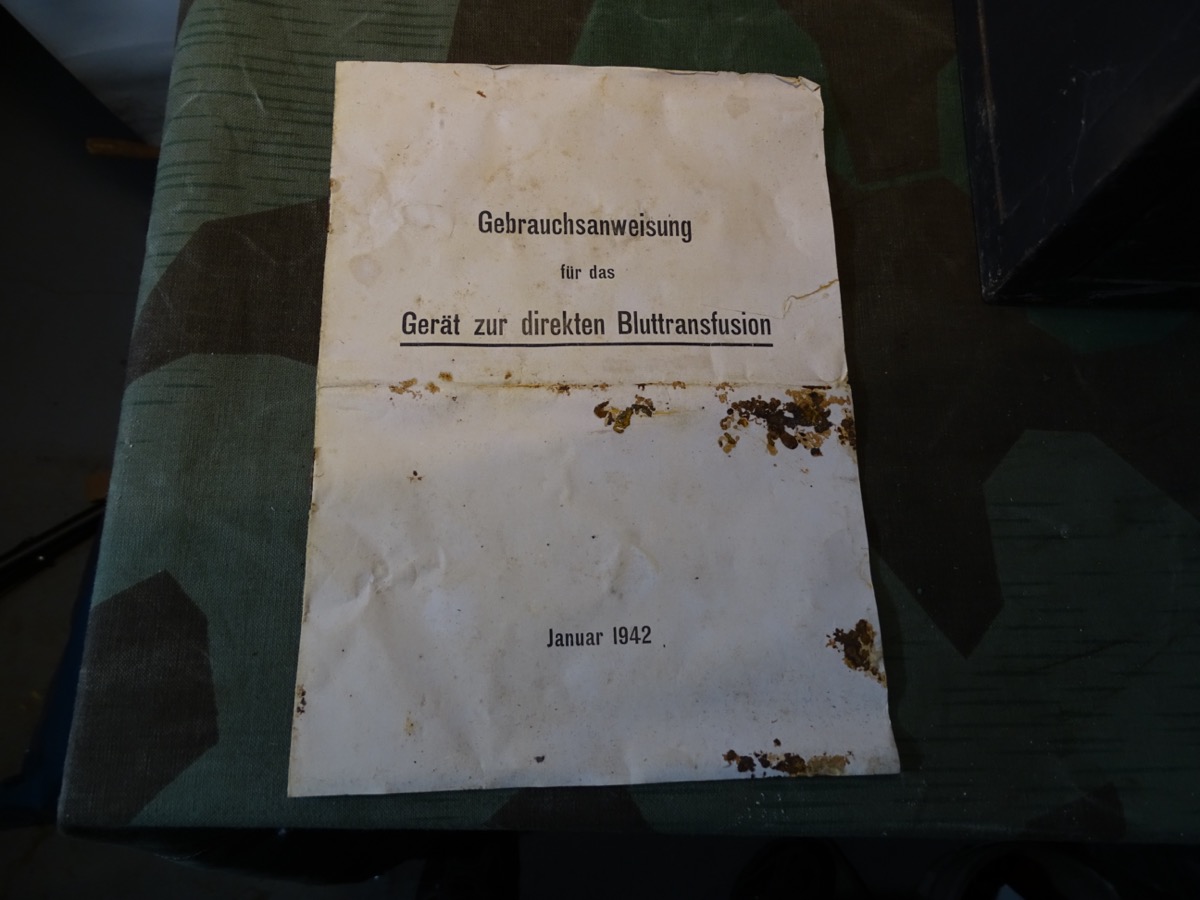 Gebrauchsanweisung
für das
Gerät zur direkten Bluttransfusion
Januar 1942